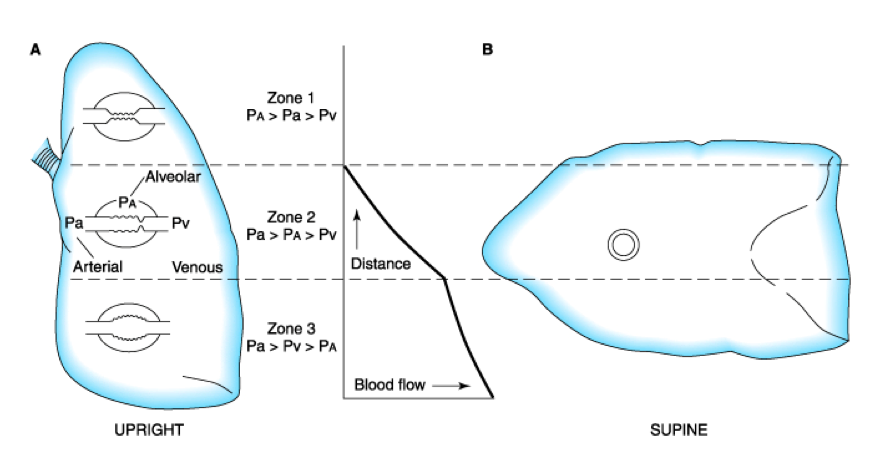 A
B
Zone 1
PA > Pa > Pv
Alveolar
PA
Pa
Pv
Arterial
Venous
Zone 2
Pa > PA > Pv
Distance
Zone 3
Pa > Pv > PA
Blood flow
UPRIGHT
SUPINE